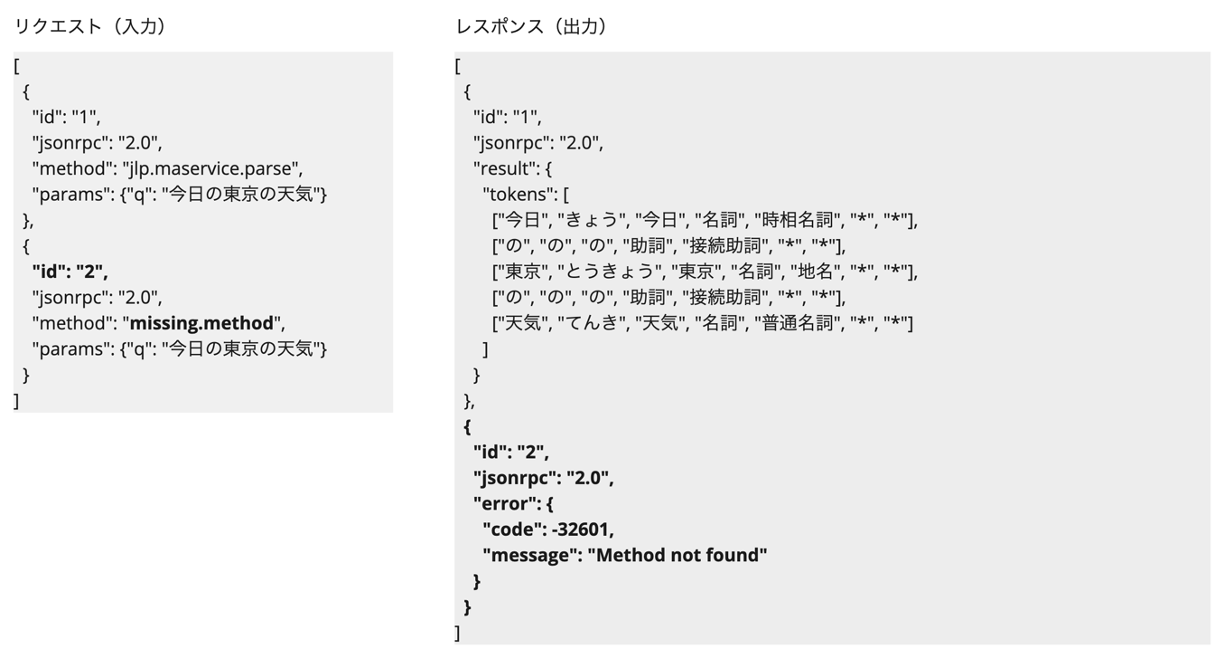 リクエスト（入力）
[
  {
    "id": "1",
    "jsonrpc": "2.0",
    "method": "jlp.maservice.parse",
    "params": {"q": "今日の東京の天気"}
  },
  {
    "id": "2",
    "jsonrpc": "2.0",
    "method": "missing.method",
    "params": {"q": "今日の東京の天気"}
  }
]
レスポンス（出力）
[
  {
    "id": "1",
    "jsonrpc": "2.0",
    "result": {
      "tokens": [
        ["今日", "きょう", "今日", "名詞", "時相名詞", "*", "*"],
        ["の", "の", "の", "助詞", "接続助詞", "*", "*"],
        ["東京", "とうきょう", "東京", "名詞", "地名", "*", "*"],
        ["の", "の", "の", "助詞", "接続助詞", "*", "*"],
        ["天気", "てんき", "天気", "名詞", "普通名詞", "*", "*"]
      ]
    }
  },
  {
    "id": "2",
    "jsonrpc": "2.0",
    "error": {
      "code": -32601,
      "message": "Method not found"
    }
  }
]